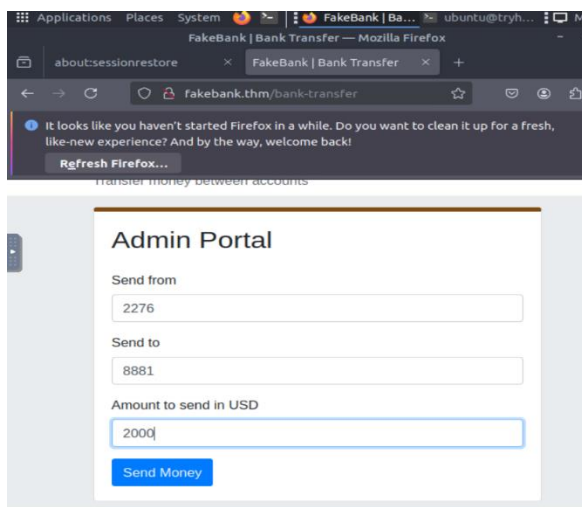 Applications Places System FakeBank | Ba... ubuntu@tryh... M
FakeBank | Bank Transfer — Mozilla Firefox
about:sessionrestore × FakeBank | Bank Transfer × +
fakebank.thm/bank-transfer
It looks like you haven't started Firefox in a while. Do you want to clean it up for a fresh,
like-new experience? And by the way, welcome back!
Refresh Firefox...
Transfer money between accounts
Admin Portal
Send from
2276
Send to
8881
Amount to send in USD
2000
Send Money